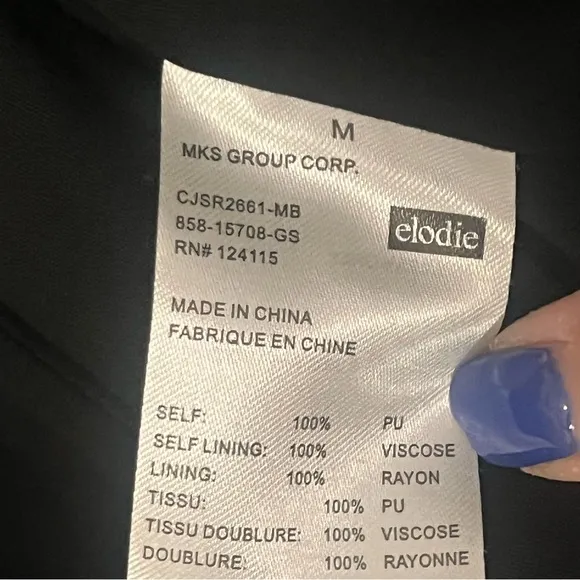 M
MKS GROUP CORP.
CJSR2661-MB
858-15708-GS
RN# 124115
elodie
MADE IN CHINA
FABRIQUE EN CHINE
SELF: 100% PU
SELF LINING: 100% VISCOSE
LINING: 100% RAYON
TISSU: 100% PU
TISSU DOUBLURE: 100% VISCOSE
DOUBLURE: 100% RAYONNE